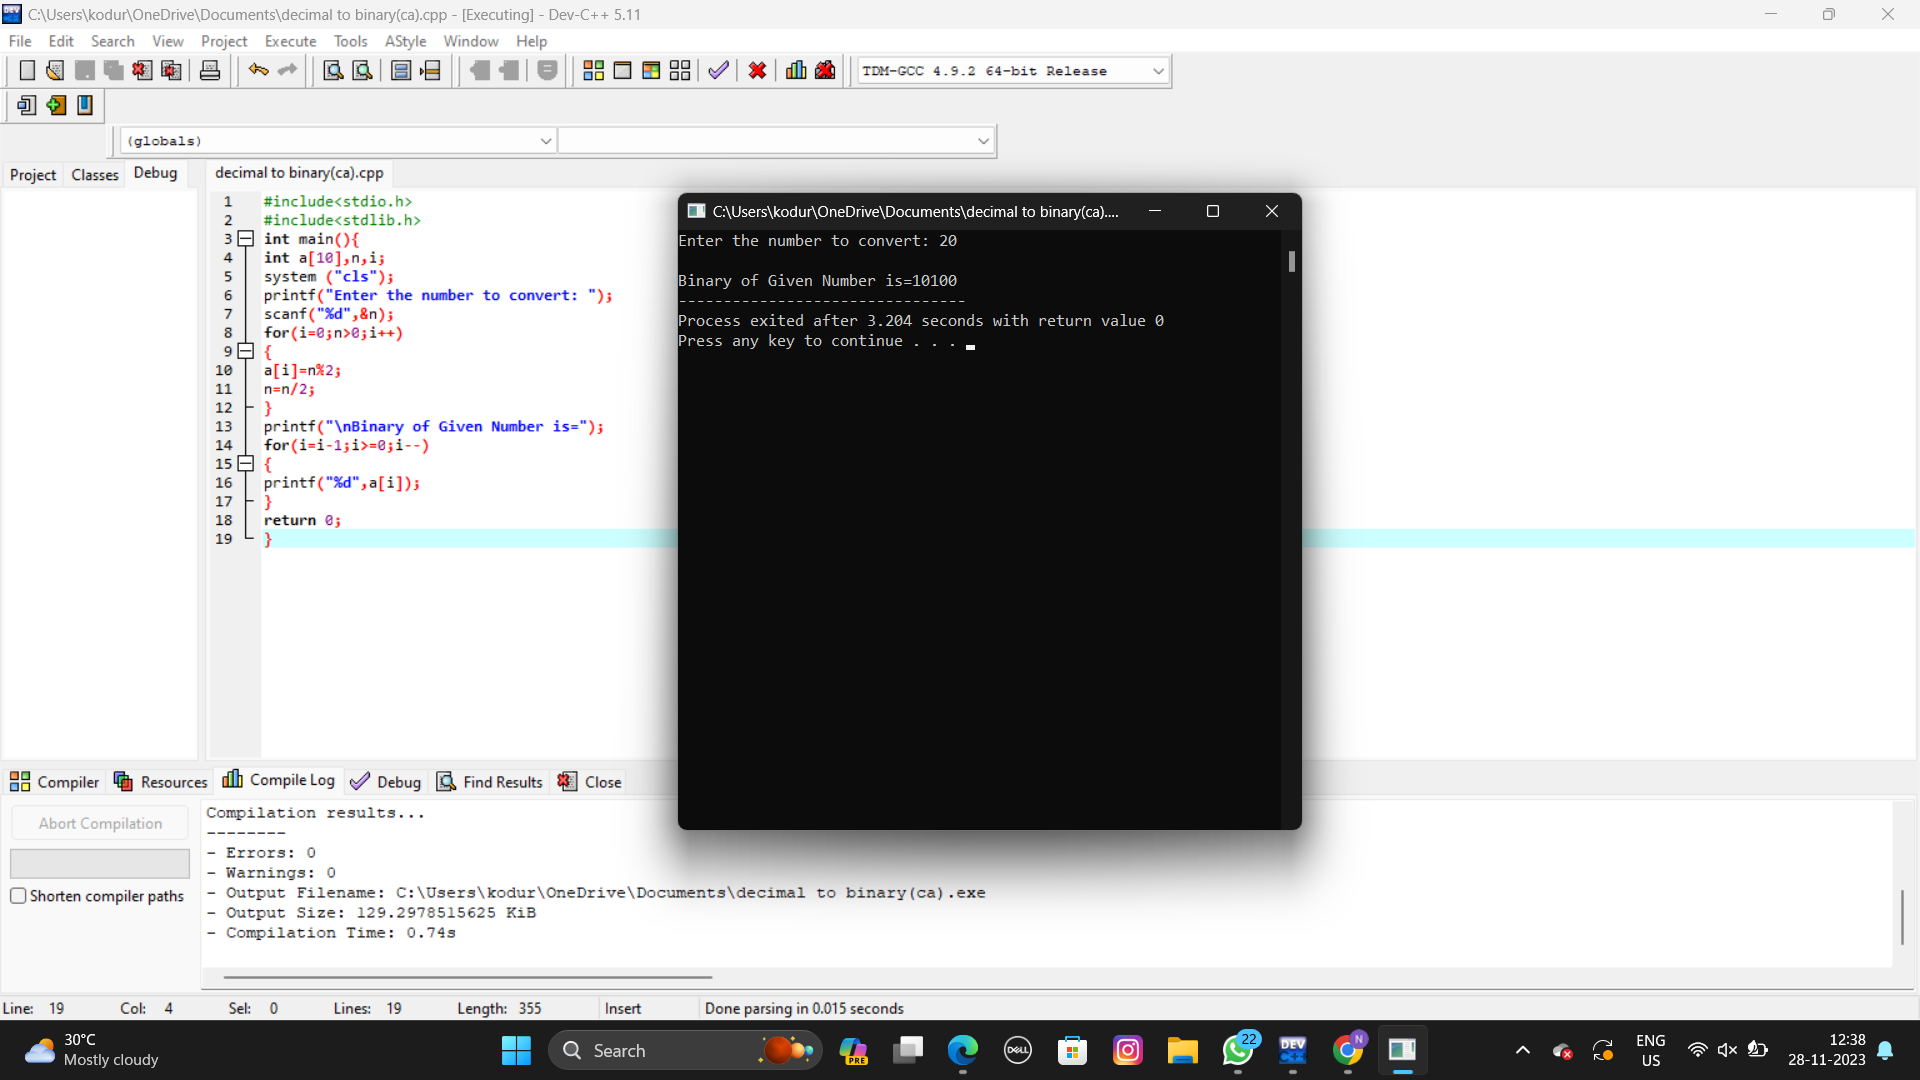 C:\Users\kodur\OneDrive\Documents\decimal to binary(ca).cpp - [Executing] - Dev-C++ 5.11
File Edit Search View Project Execute Tools AStyle Window Help
TDM-GCC 4.9.2 64-bit Release
(globals)
Project Classes Debug
decimal to binary(ca).cpp
1 #include<stdio.h>
2 #include<stdlib.h>
3 int main(){
4 int a[10],n,i;
5 system ("cls");
6 printf("Enter the number to convert: ");
7 scanf("%d",&n);
8 for(i=0;n>0;i++)
9 {
10 a[i]=n%2;
11 n=n/2;
12 }
13 printf("\nBinary of Given Number is=");
14 for(i=i-1;i>=0;i--)
15 {
16 printf("%d",a[i]);
17 }
18 return 0;
19 }
C:\Users\kodur\OneDrive\Documents\decimal to binary(ca)....
Enter the number to convert: 20
Binary of Given Number is=10100
--------------------------------
Process exited after 3.204 seconds with return value 0
Press any key to continue . . .
Compiler Resources Compile Log Debug Find Results Close
Abort Compilation
Shorten compiler paths
Compilation results...
--------
- Errors: 0
- Warnings: 0
- Output Filename: C:\Users\kodur\OneDrive\Documents\decimal to binary(ca).exe
- Output Size: 129.2978515625 KiB
- Compilation Time: 0.74s
Line: 19 Col: 4 Sel: 0 Lines: 19 Length: 355 Insert Done parsing in 0.015 seconds
30°C
Mostly cloudy
Search
PRE
DELL
22
DEV
C++
N
ENG
US
12:38
28-11-2023